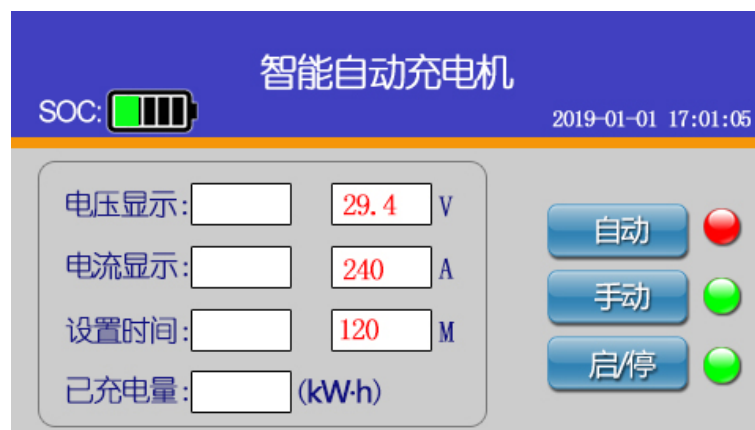 智能自动充电机
SOC:
2019-01-01 17:01:05
电压显示: 29.4 V
自动
电流显示: 240 A
手动
设置时间: 120 M
启/停
已充电量: (kW·h)